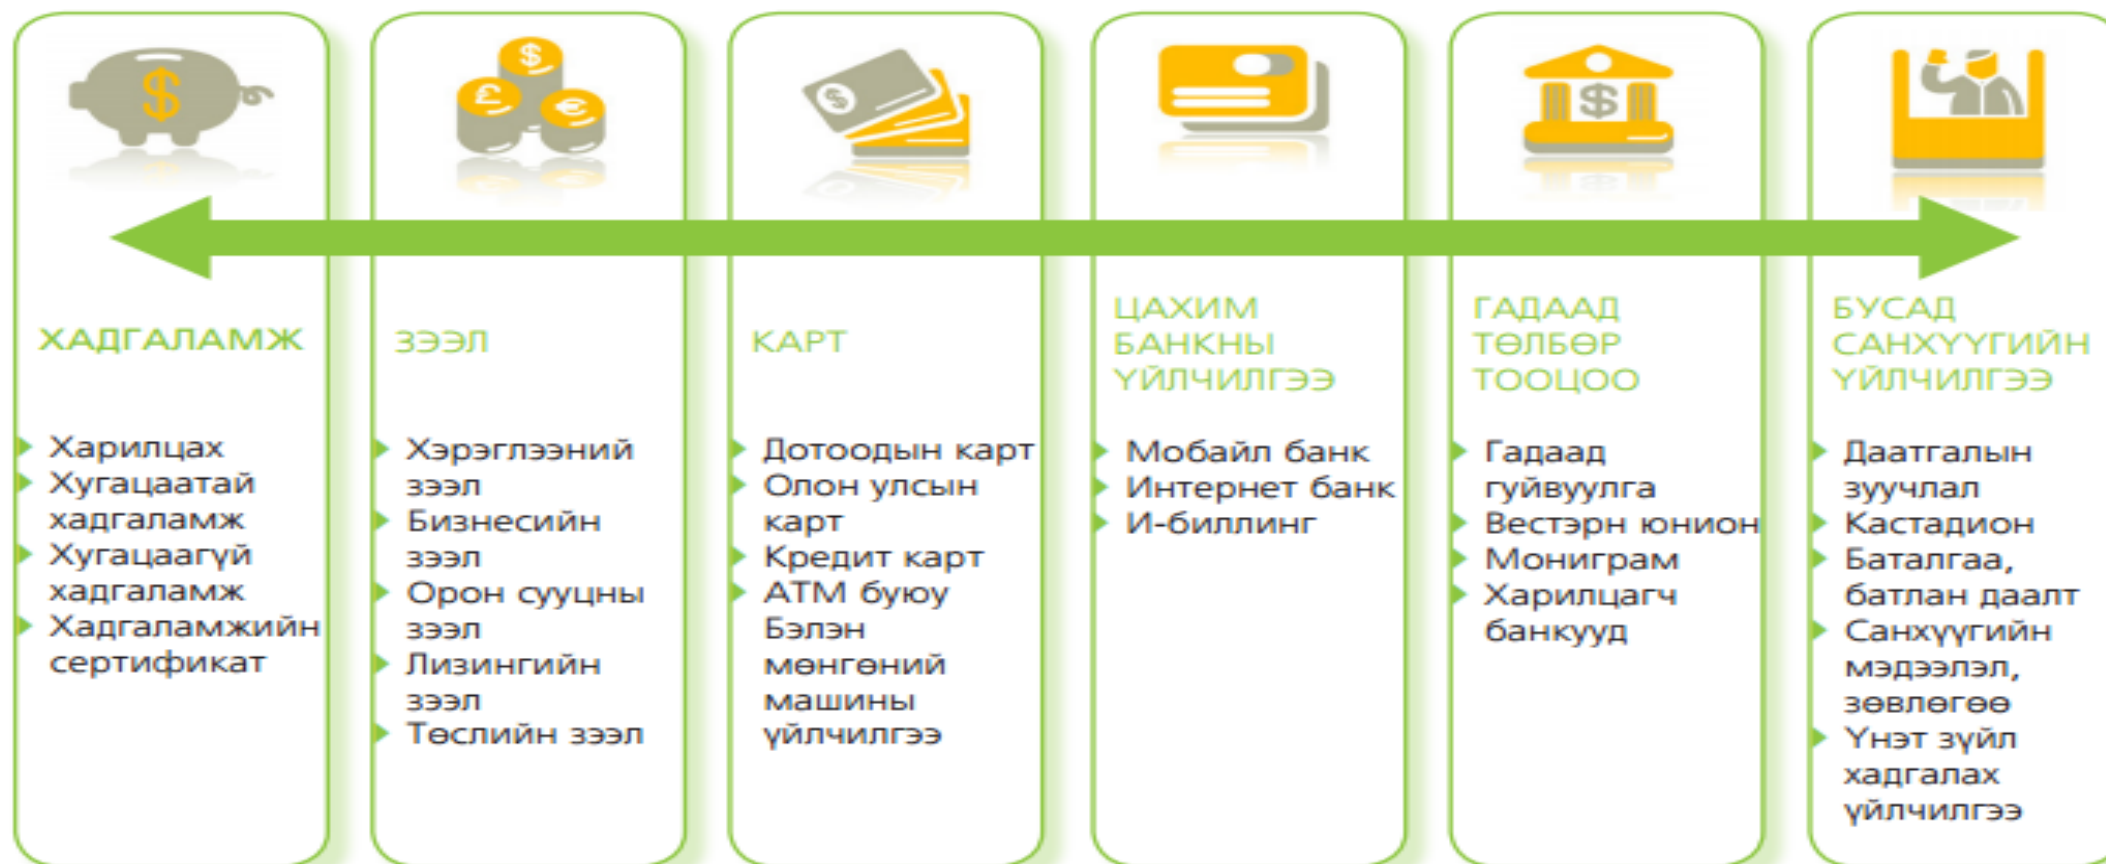 ХАДГАЛАМЖ
Харилцах
Хугацаатай
хадгаламж
Хугацаагүй
хадгаламж
Хадгаламжийн
сертификат
ЗЭЭЛ
Хэрэглээний
зээл
Бизнесийн
зээл
Орон сууцны
зээл
Лизингийн
зээл
Төслийн зээл
КАРТ
Дотоодын карт
Олон улсын
карт
Кредит карт
АТМ буюу
Бэлэн
мөнгөний
машины
үйлчилгээ
ЦАХИМ
БАНКНЫ
ҮЙЛЧИЛГЭЭ
Мобайл банк
Интернет банк
И-биллинг
ГАДААД
ТӨЛБӨР
ТООЦОО
Гадаад
гуйвуулга
Вестэрн юнион
Мониграм
Харилцагч
банкууд
БУСАД
САНХҮҮГИЙН
ҮЙЛЧИЛГЭЭ
Даатгалын
зуучлал
Кастадион
Баталгаа,
батлан даалт
Санхүүгийн
мэдээлэл,
зөвлөгөө
Үнэт зүйл
хадгалах
үйлчилгээ